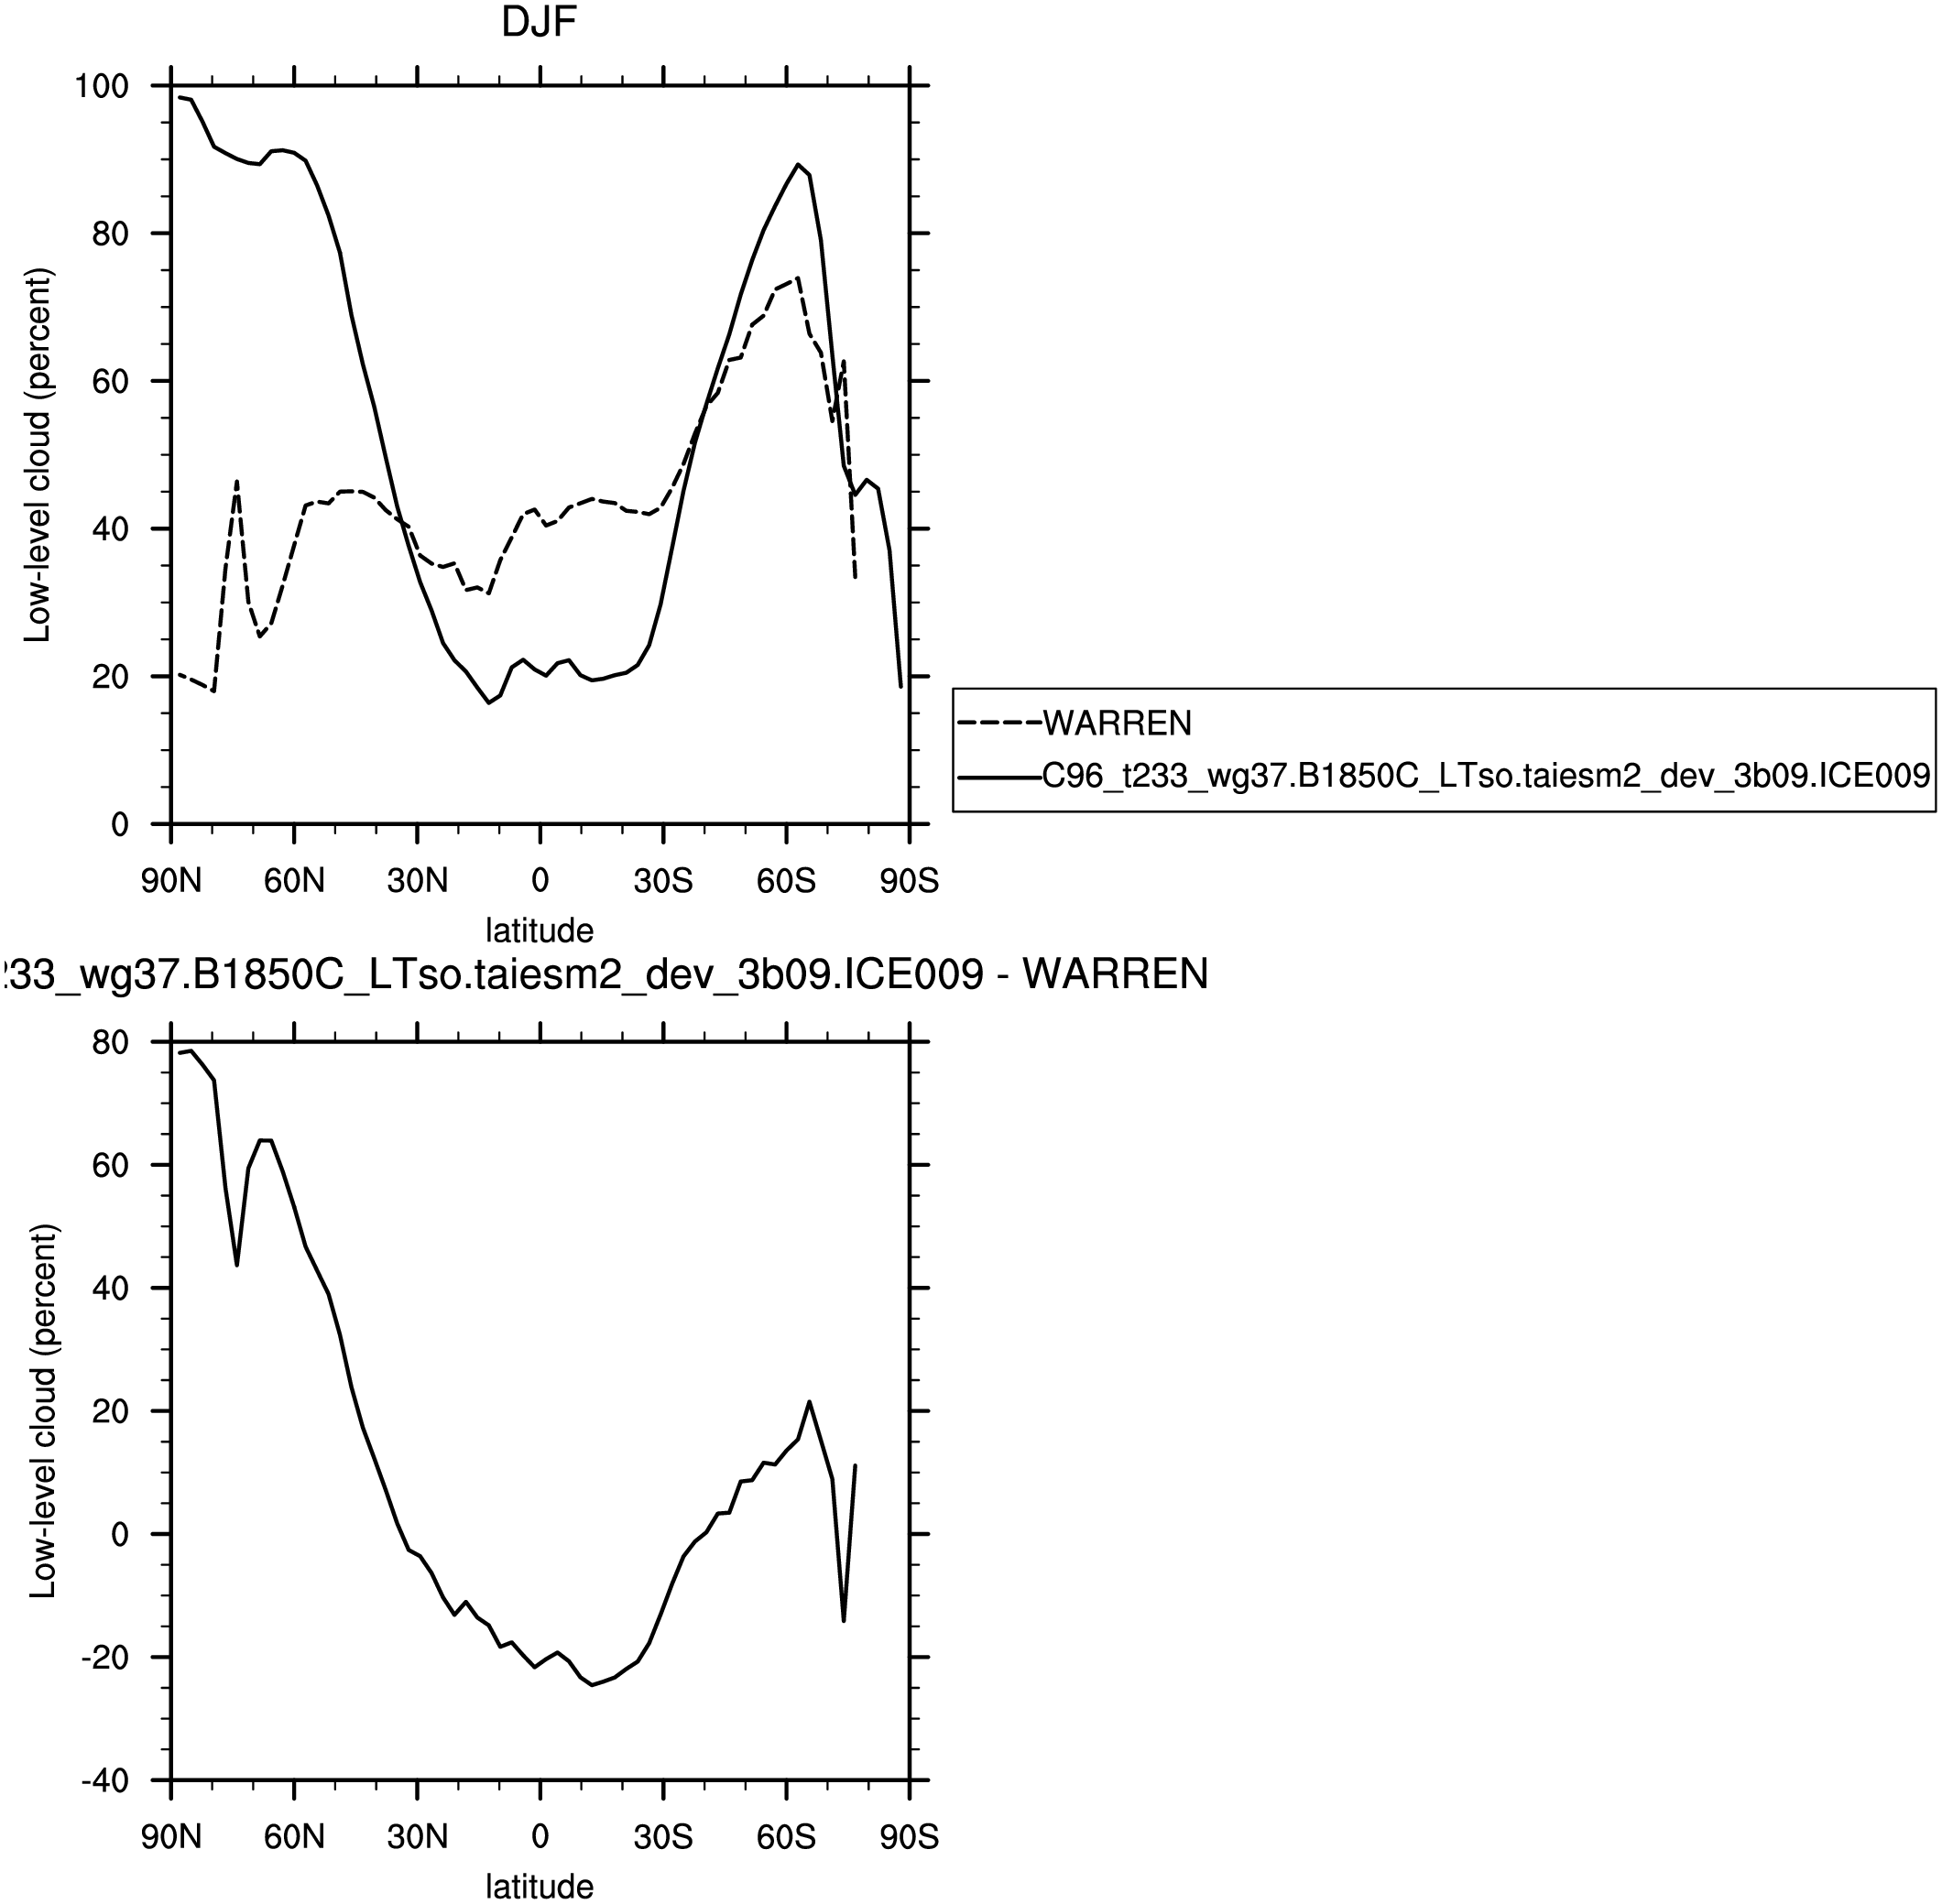 DJF
100
80
60
40
20
0
Low-level cloud (percent)
90N 60N 30N 0 30S 60S 90S
latitude
WARREN
C96_t233_wg37.B1850C_LTso.taiesm2_dev_3b09.ICE009
33_wg37.B1850C_LTso.taiesm2_dev_3b09.ICE009 - WARREN
80
60
40
20
0
-20
-40
Low-level cloud (percent)
90N 60N 30N 0 30S 60S 90S
latitude